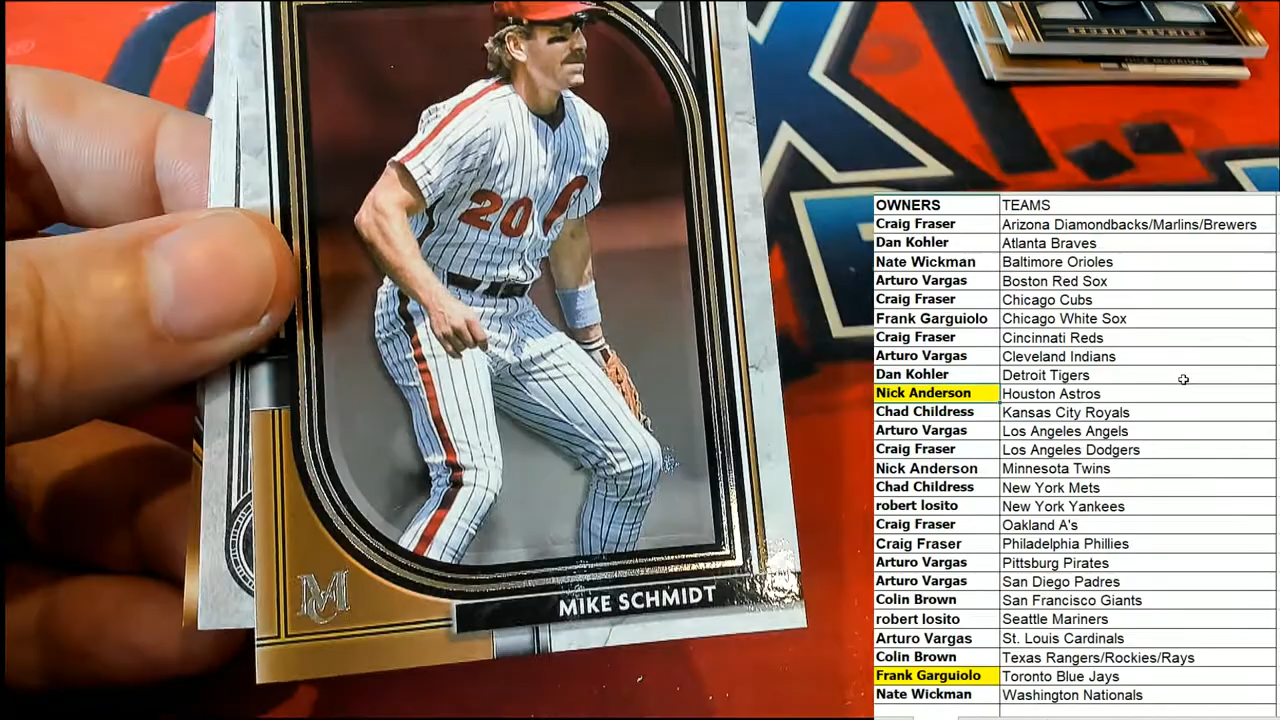 20
MIKE SCHMIDT
OWNERS TEAMS
Craig Fraser Arizona Diamondbacks/Marlins/Brewers
Dan Kohler Atlanta Braves
Nate Wickman Baltimore Orioles
Arturo Vargas Boston Red Sox
Craig Fraser Chicago Cubs
Frank Garguiolo Chicago White Sox
Craig Fraser Cincinnati Reds
Arturo Vargas Cleveland Indians
Dan Kohler Detroit Tigers
Nick Anderson Houston Astros
Chad Childress Kansas City Royals
Arturo Vargas Los Angeles Angels
Craig Fraser Los Angeles Dodgers
Nick Anderson Minnesota Twins
Chad Childress New York Mets
robert losito New York Yankees
Craig Fraser Oakland A's
Craig Fraser Philadelphia Phillies
Arturo Vargas Pittsburg Pirates
Arturo Vargas San Diego Padres
Colin Brown San Francisco Giants
robert losito Seattle Mariners
Arturo Vargas St. Louis Cardinals
Colin Brown Texas Rangers/Rockies/Rays
Frank Garguiolo Toronto Blue Jays
Nate Wickman Washington Nationals